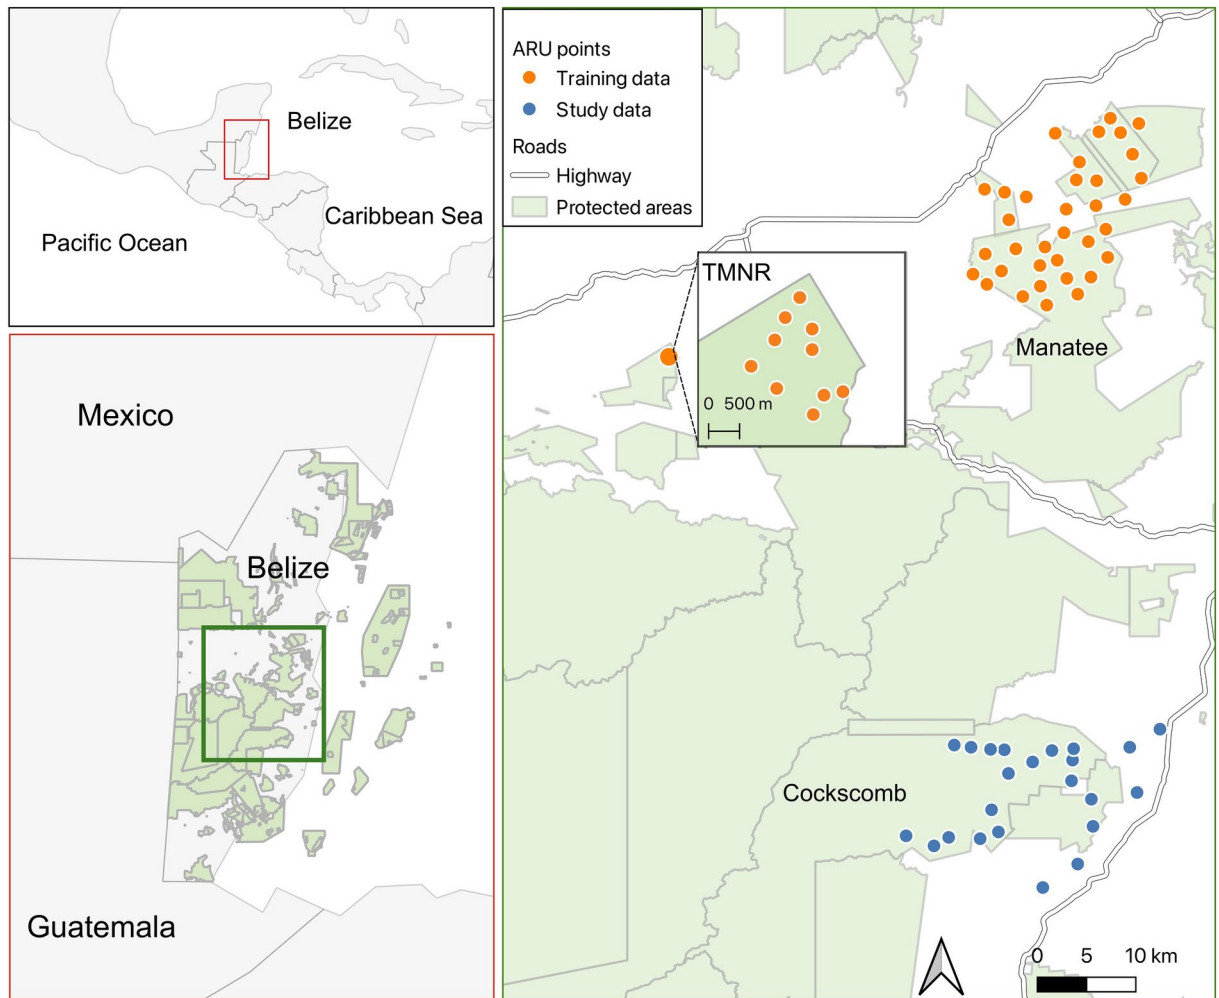 Belize
Caribbean Sea
Pacific Ocean
Mexico
Belize
Guatemala
ARU points
Training data
Study data
Roads
Highway
Protected areas
TMNR
0 500 m
Manatee
Cockscomb
0 5 10 km